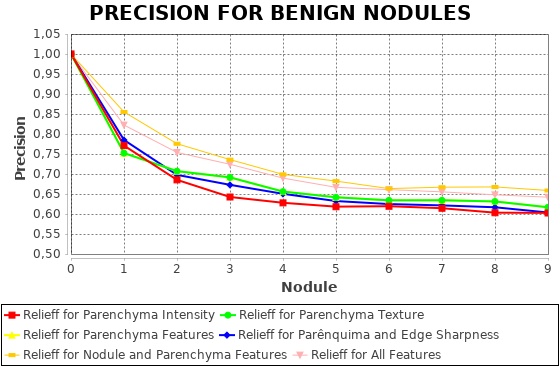 PRECISION FOR BENIGN NODULES
1,05
1,00
0,95
0,90
0,85
0,80
0,75
0,70
0,65
0,60
0,55
0,50
Precision
0 1 2 3 4 5 6 7 8 9
Nodule
Relieff for Parenchyma Intensity Relieff for Parenchyma Texture
Relieff for Parenchyma Features Relieff for Parênquima and Edge Sharpness
Relieff for Nodule and Parenchyma Features Relieff for All Features